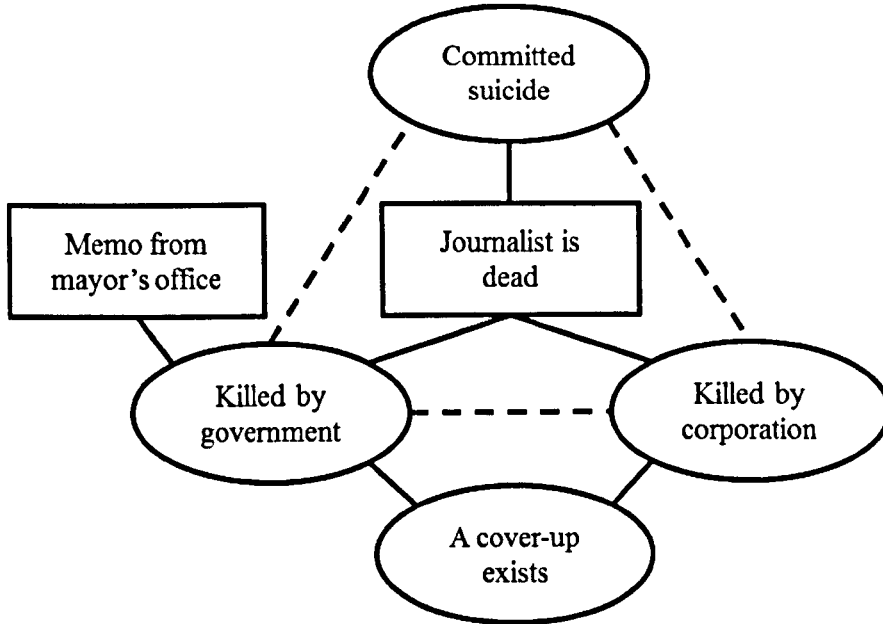 Committed
suicide
Memo from
mayor's office
Journalist is
dead
Killed by
government
Killed by
corporation
A cover-up
exists